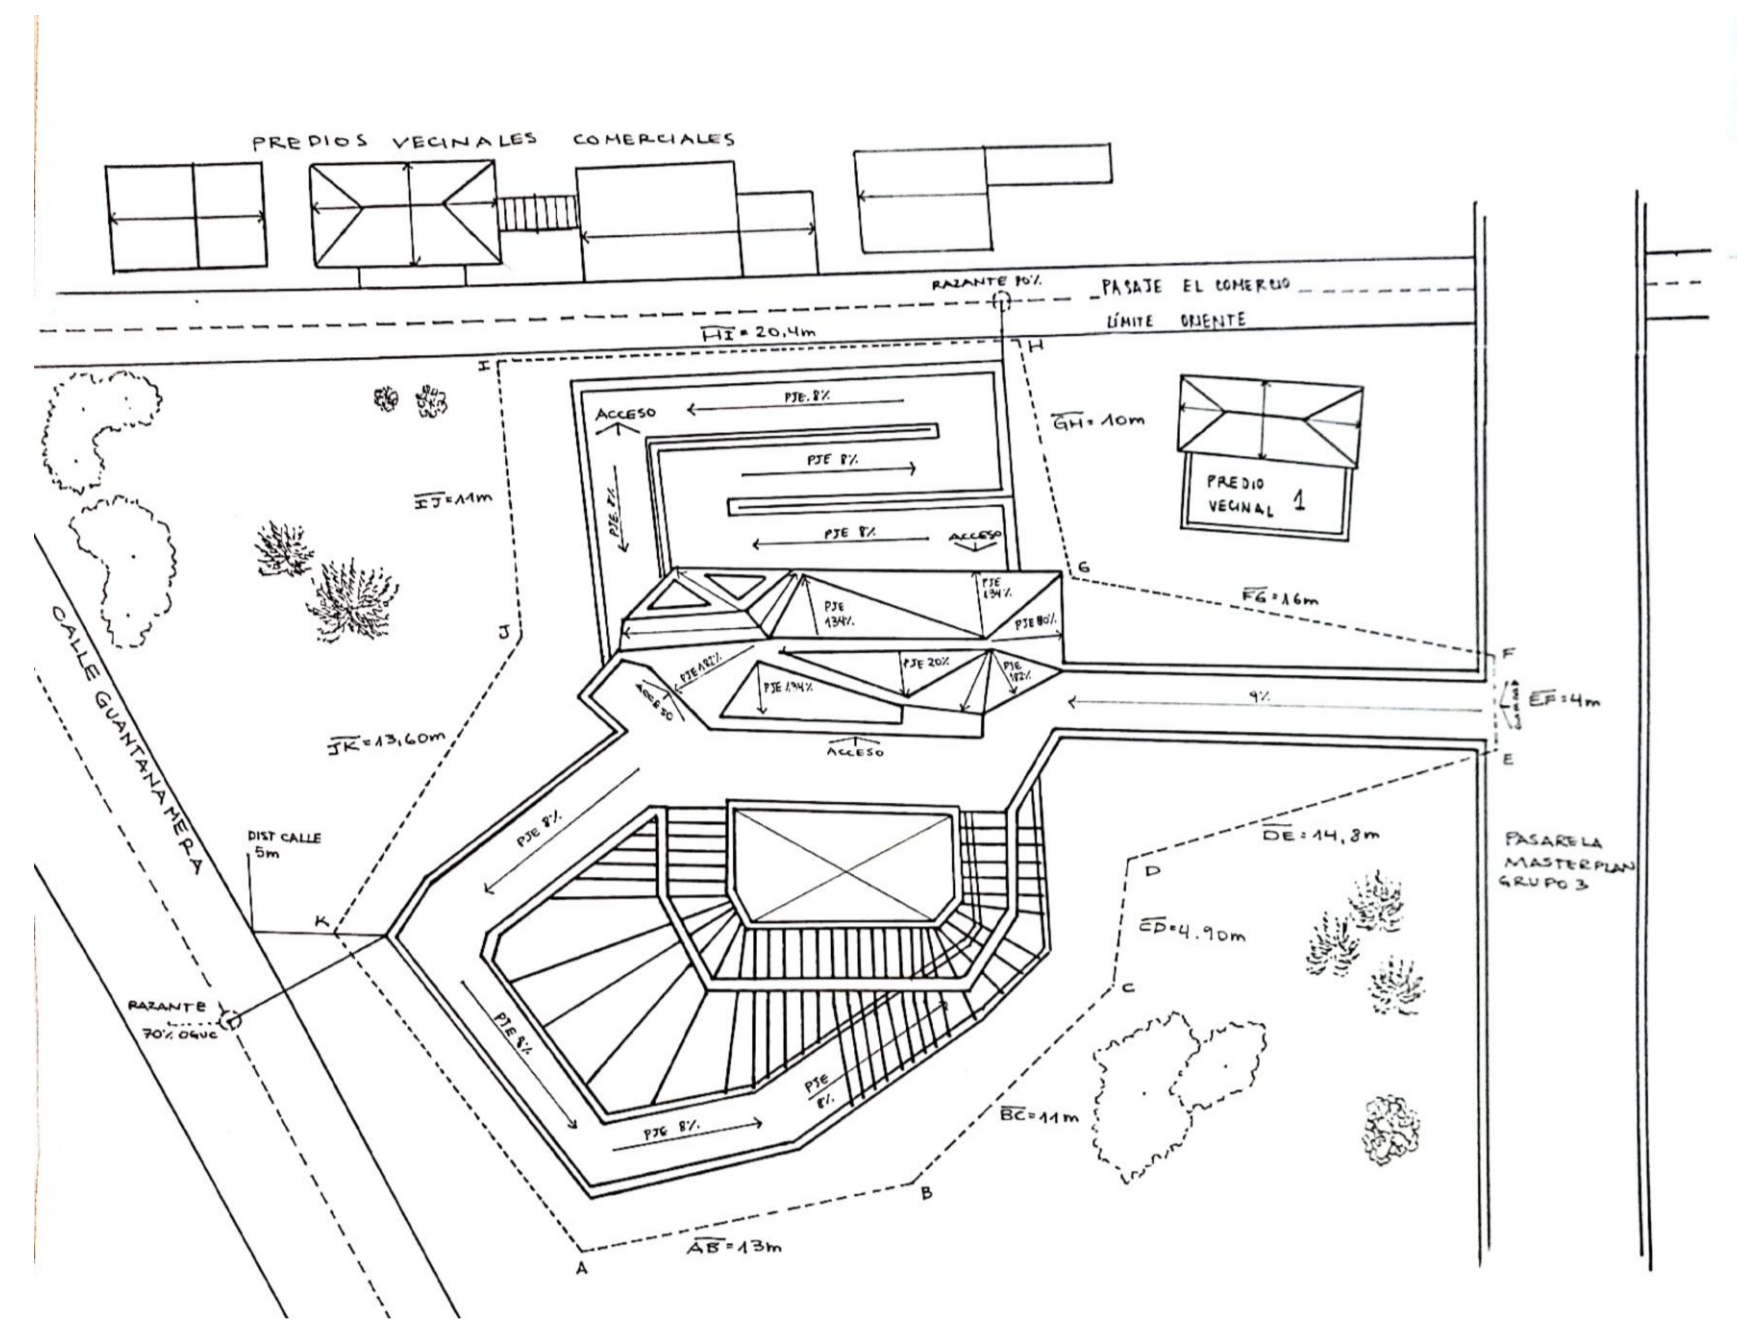 PREDIOS VECINALES COMERCIALES
RAZANTE 70%
PASAJE EL COMERCIO
LÍMITE ORIENTE
HI = 20,4m
H
I
ACCESO
PJE. 8%
GH = 10m
PJE 8%
PREDIO
VECINAL 1
IJ = 11m
PJE. 8%
PJE 8%
ACCESO
G
PJE
134%
PJE
134%
FG = 16m
PJE 80%
J
F
CALLE GUANTANAMERA
PJE 182%
PJE 20%
PJE
182%
PJE 134%
ACCESO
9%
EF = 4m
JK = 13,60m
ACCESO
E
DIST CALLE
5m
PJE 8%
DE = 14,8m
PASARELA
MASTERPLAN
GRUPO 3
D
K
CD = 4.90m
C
RAZANTE
70% OGUC
PJE 8%
PJE
8%
BC = 11m
PJE 8%
B
AB = 13m
A